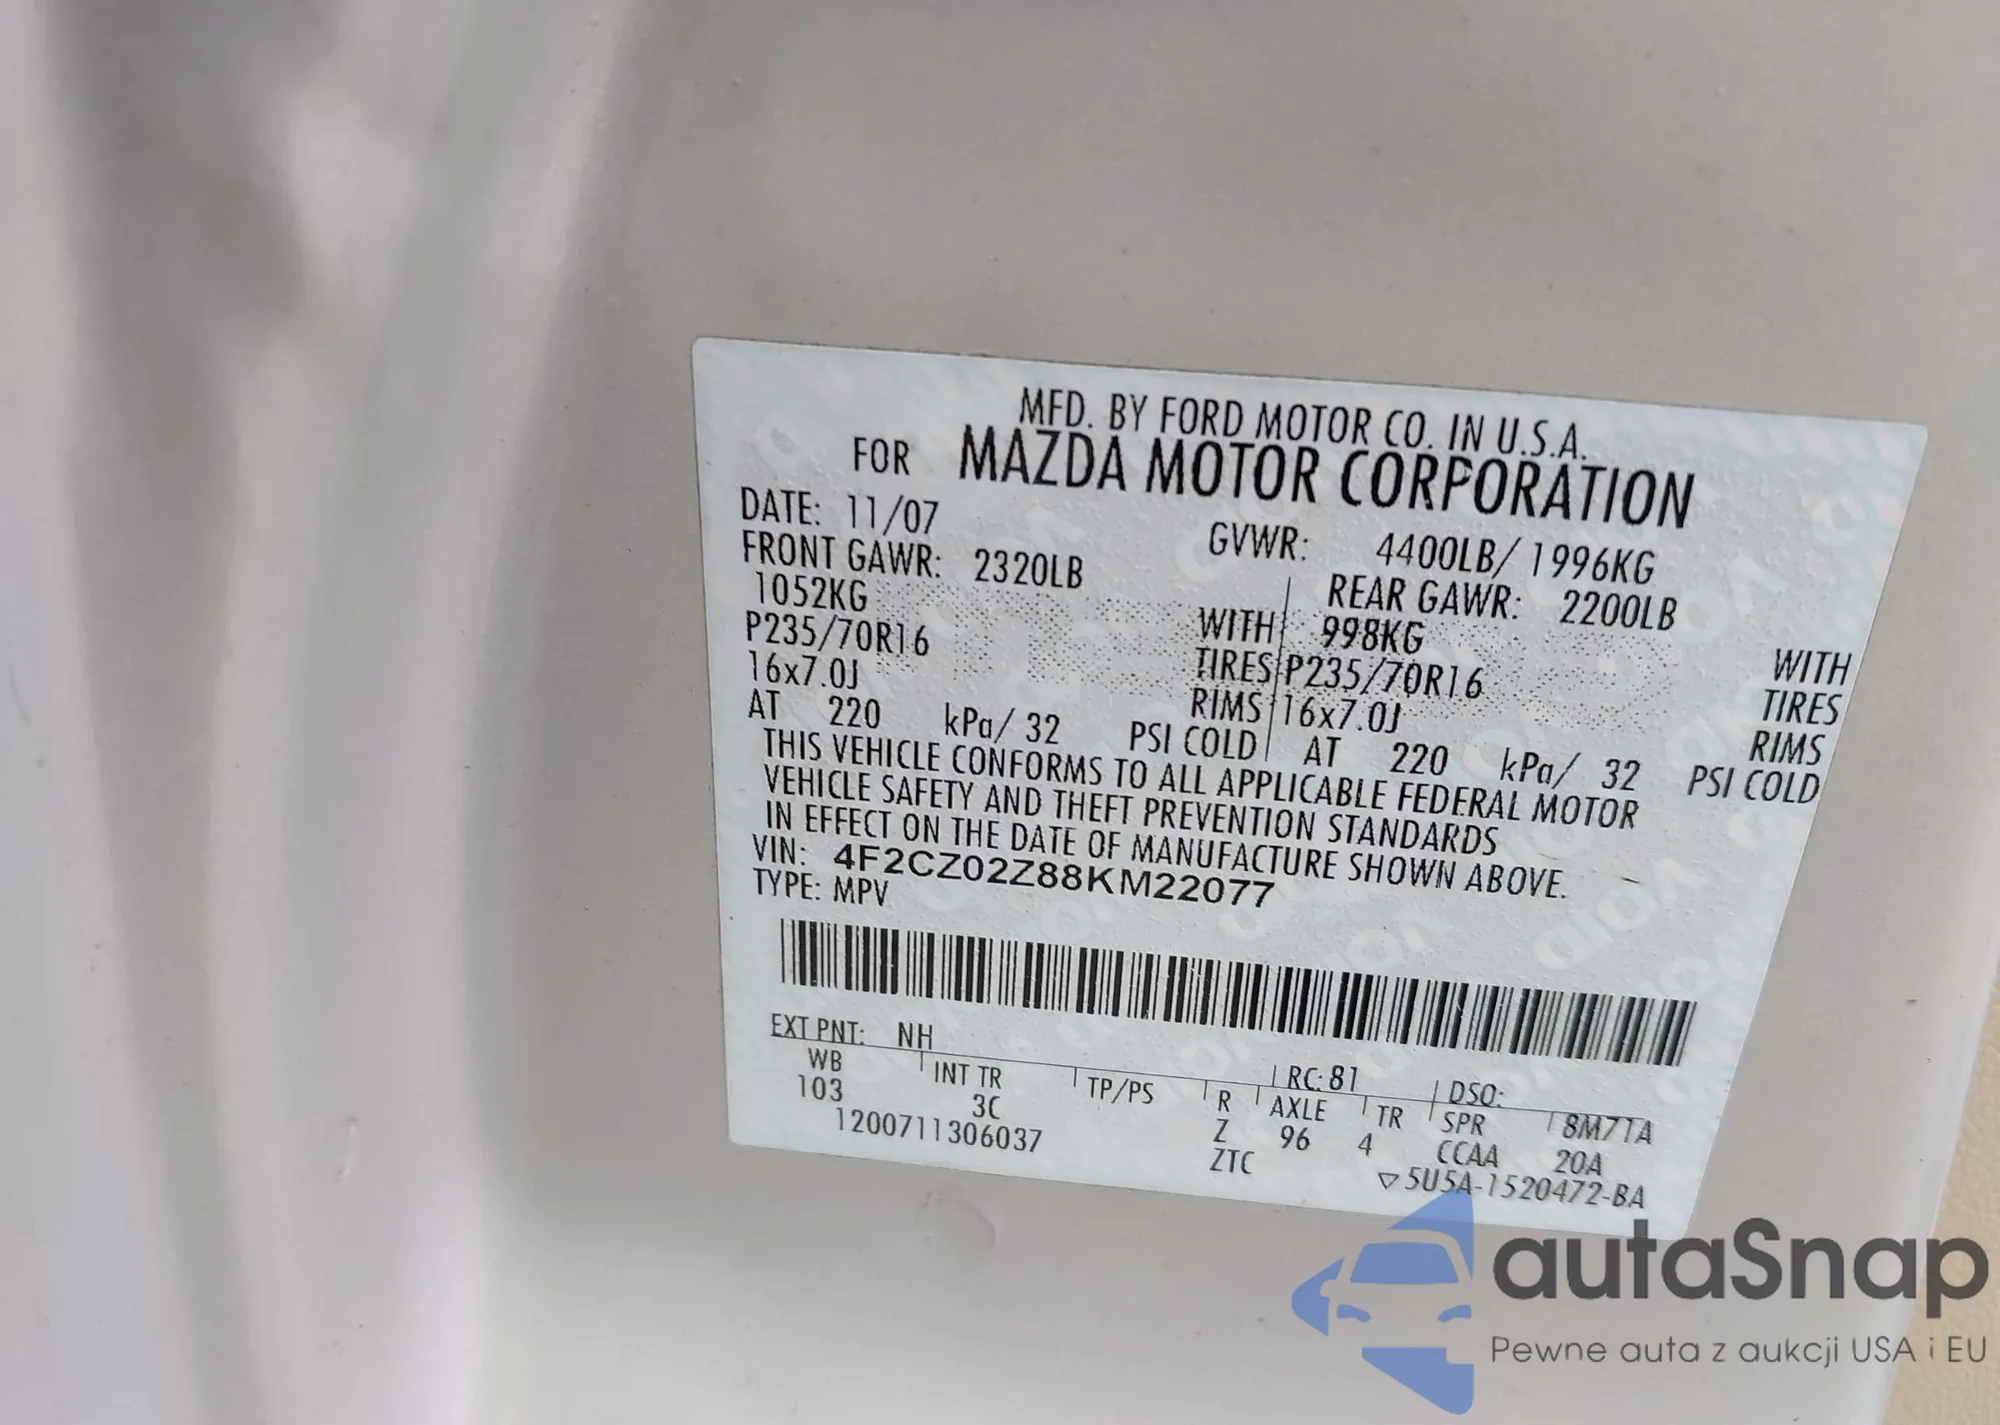 MFD. BY FORD MOTOR CO. IN U.S.A.
FOR MAZDA MOTOR CORPORATION
DATE: 11/07 GVWR: 4400LB/ 1996KG
FRONT GAWR: 2320LB REAR GAWR: 2200LB
1052KG WITH 998KG WITH
P235/70R16 TIRES P235/70R16 TIRES
16x7.0J RIMS 16x7.0J RIMS
AT 220 kPa/ 32 PSI COLD AT 220 kPa/ 32 PSI COLD
THIS VEHICLE CONFORMS TO ALL APPLICABLE FEDERAL MOTOR
VEHICLE SAFETY AND THEFT PREVENTION STANDARDS
IN EFFECT ON THE DATE OF MANUFACTURE SHOWN ABOVE.
VIN: 4F2CZ02Z88KM22077
TYPE: MPV
EXT PNT: NH RC: 81 DSO:
WB INT TR TP/PS R AXLE TR SPR 8M71A
103 3C Z 96 4 CCAA 20A
1200711306037 ZTC ▽5U5A-1520472-BA
autaSnap
Pewne auta z aukcji USA i EU